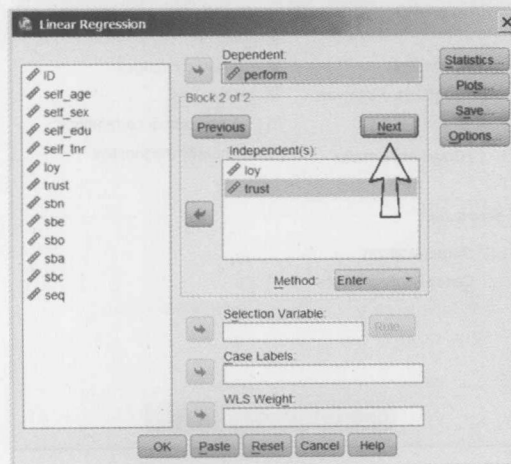 Linear Regression
X
ID
self_age
self_sex
self_edu
self_tnr
loy
trust
sbn
sbe
sbo
sba
sbc
seq
Dependent:
perform
Block 2 of 2
Previous
Next
Independent(s):
loy
trust
Method: Enter
Selection Variable:
Rule...
Case Labels:
WLS Weight:
Statistics...
Plots...
Save...
Options...
OK Paste Reset Cancel Help